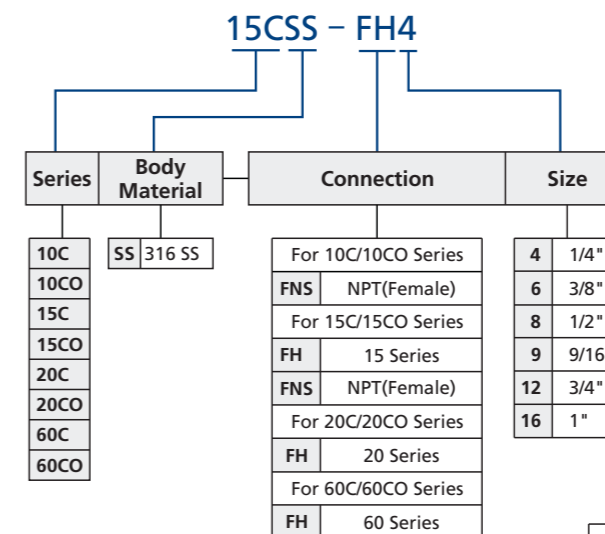 15CSS – FH4
Series
Body
Material
Connection
Size
10C
10CO
15C
15CO
20C
20CO
60C
60CO
SS 316 SS
For 10C/10CO Series
FNS NPT(Female)
For 15C/15CO Series
FH 15 Series
FNS NPT(Female)
For 20C/20CO Series
FH 20 Series
For 60C/60CO Series
FH 60 Series
4 1/4"
6 3/8"
8 1/2"
9 9/16
12 3/4"
16 1"